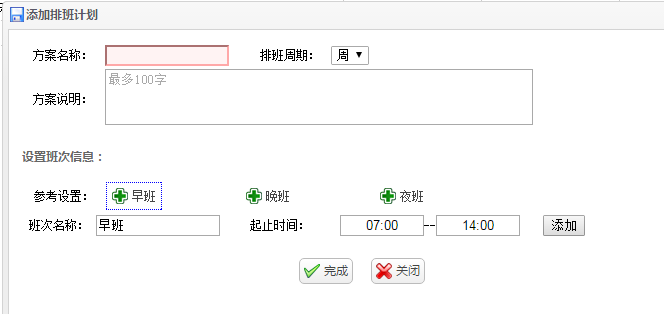 添加排班计划
方案名称： 排班周期： 周 ▼
最多100字
方案说明：
设置班次信息：
参考设置： 早班 晚班 夜班
班次名称： 早班 起止时间： 07:00--14:00 添加
完成 关闭